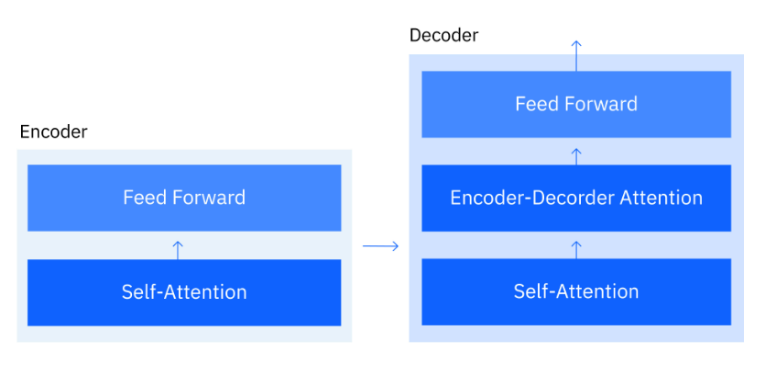 Encoder
Feed Forward
Self-Attention
Decoder
Feed Forward
Encoder-Decorder Attention
Self-Attention